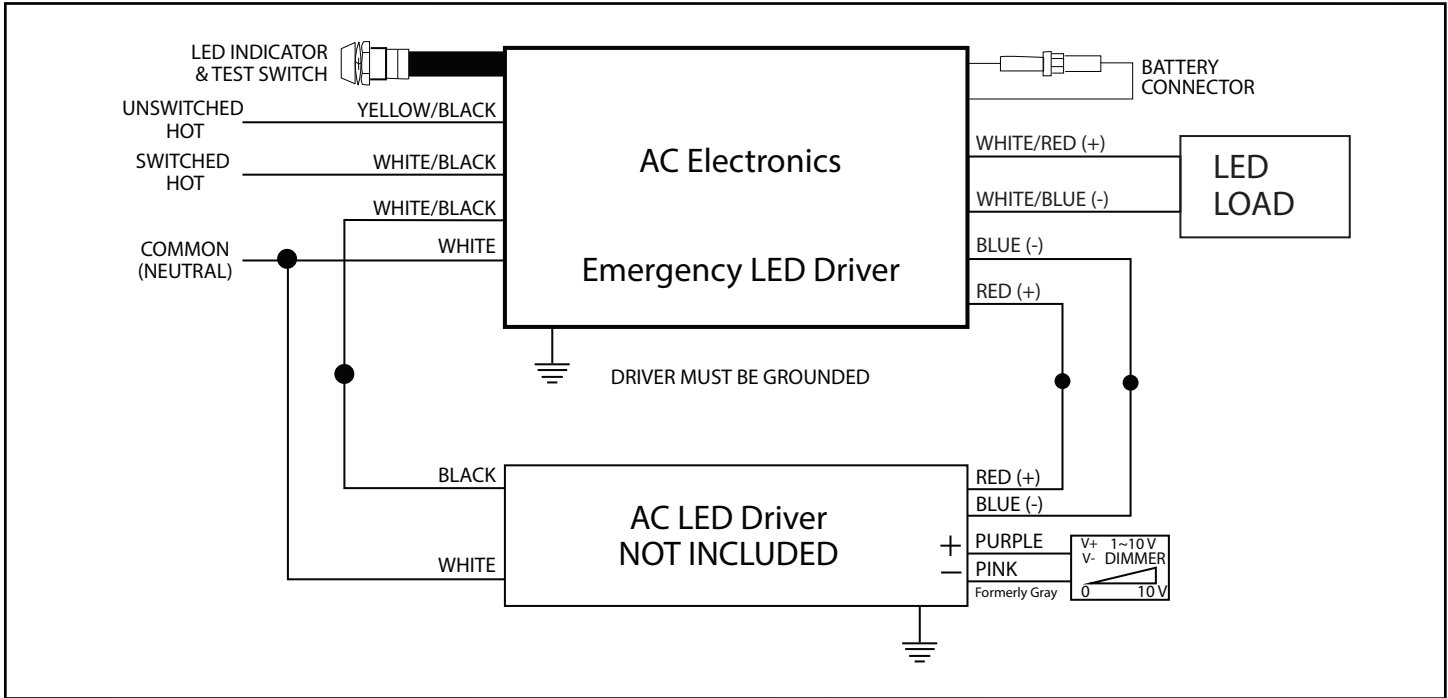 LED INDICATOR
& TEST SWITCH
UNSWITCHED
HOT
YELLOW/BLACK
SWITCHED
HOT
WHITE/BLACK
WHITE/BLACK
COMMON
(NEUTRAL)
WHITE
AC Electronics
Emergency LED Driver
BATTERY
CONNECTOR
WHITE/RED (+)
WHITE/BLUE (-)
LED
LOAD
BLUE (-)
RED (+)
DRIVER MUST BE GROUNDED
BLACK
WHITE
AC LED Driver
NOT INCLUDED
RED (+)
BLUE (-)
+ PURPLE
− PINK
Formerly Gray
V+ 1~10 V
V- DIMMER
0 10 V